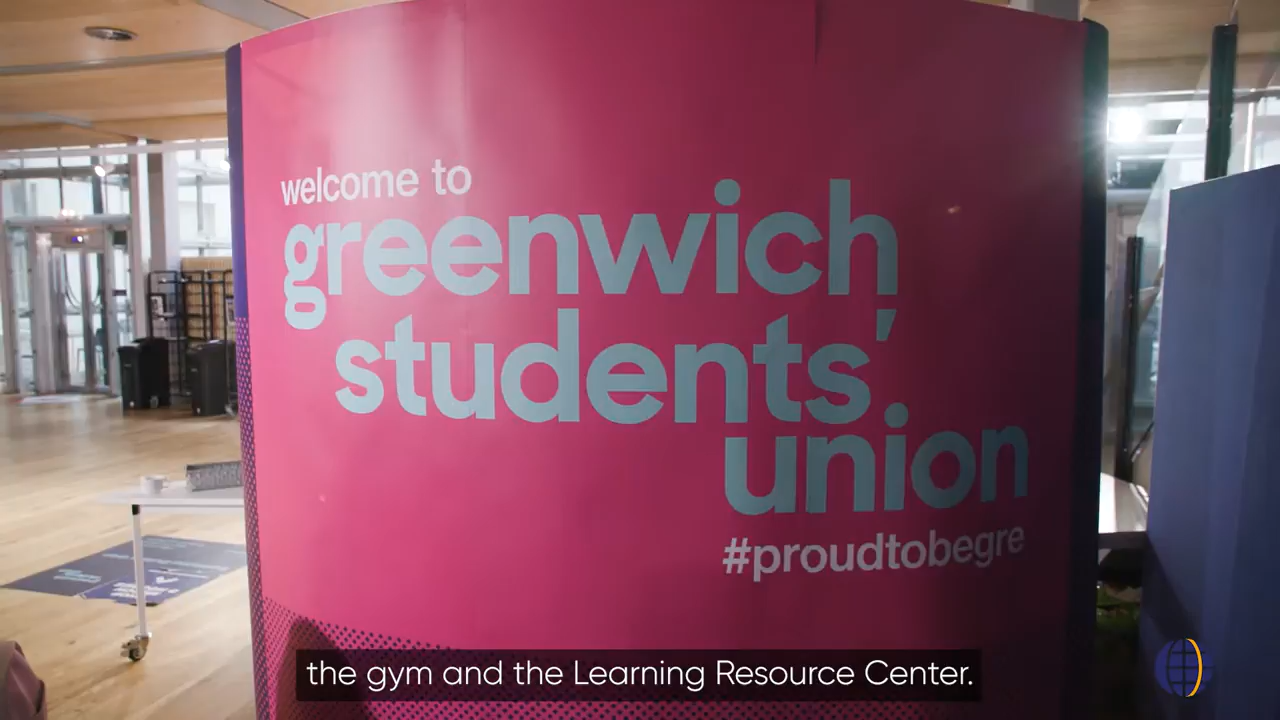 welcome to
greenwich
students'
union
#proudtobegre
the gym and the Learning Resource Center.